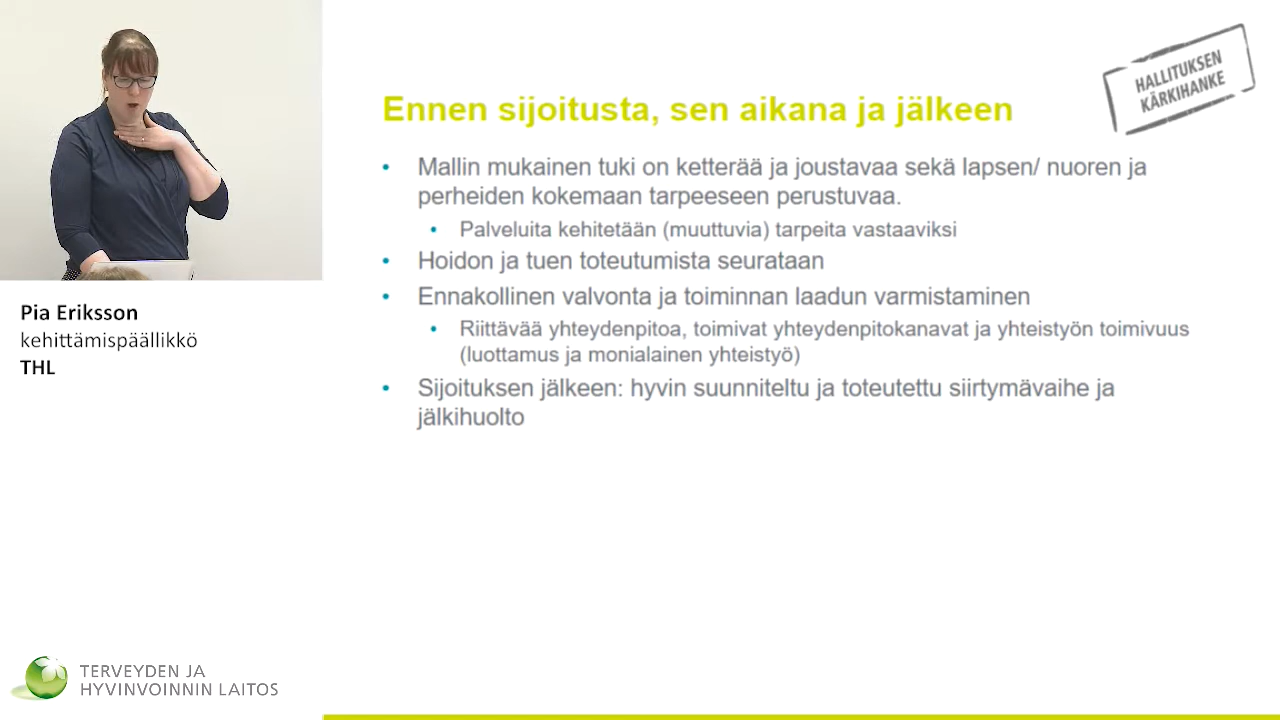 HALLITUKSEN
KÄRKIHANKE
Ennen sijoitusta, sen aikana ja jälkeen
• Mallin mukainen tuki on ketterää ja joustavaa sekä lapsen/ nuoren ja
perheiden kokemaan tarpeeseen perustuvaa.
• Palveluita kehitetään (muuttuvia) tarpeita vastaaviksi
• Hoidon ja tuen toteutumista seurataan
• Ennakollinen valvonta ja toiminnan laadun varmistaminen
• Riittävää yhteydenpitoa, toimivat yhteydenpitokanavat ja yhteistyön toimivuus
(luottamus ja monialainen yhteistyö)
• Sijoituksen jälkeen: hyvin suunniteltu ja toteutettu siirtymävaihe ja
jälkihuolto
Pia Eriksson
kehittämispäällikkö
THL
TERVEYDEN JA
HYVINVOINNIN LAITOS